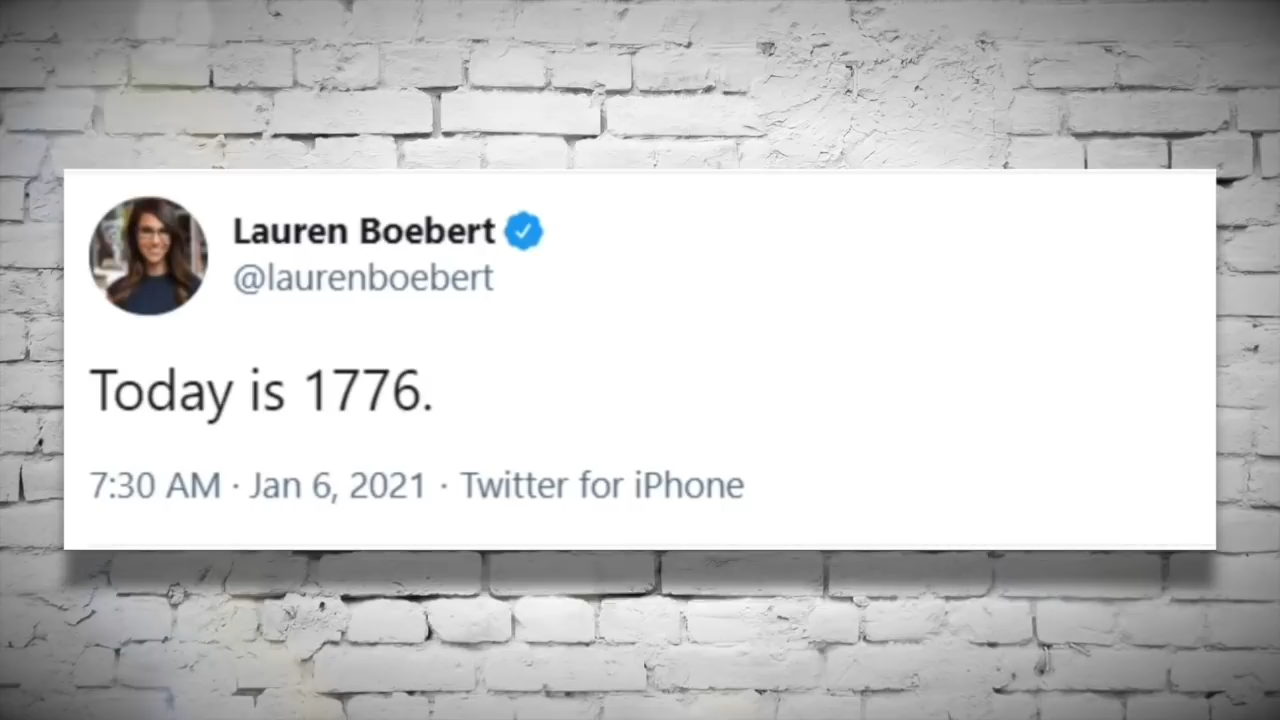 Lauren Boebert
@laurenboebert
Today is 1776.
7:30 AM · Jan 6, 2021 · Twitter for iPhone